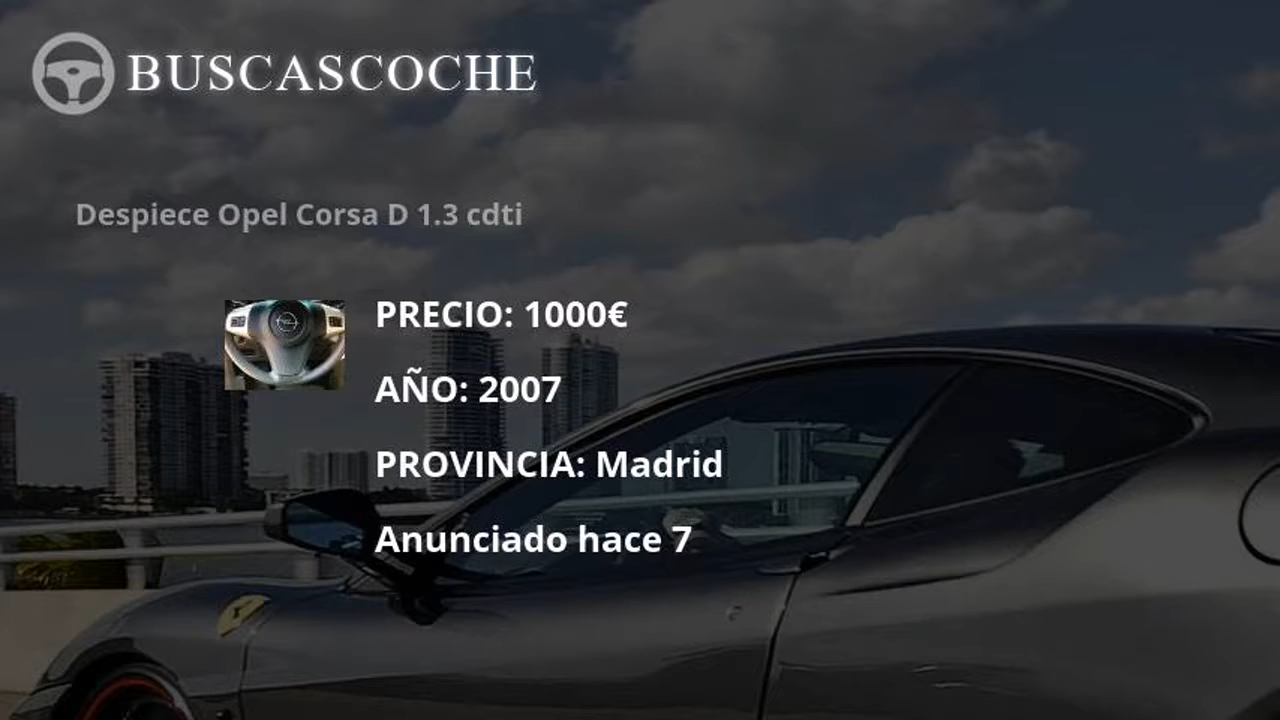 BUSCASCOCHE
Despiece Opel Corsa D 1.3 cdti
PRECIO: 1000€
AÑO: 2007
PROVINCIA: Madrid
Anunciado hace 7